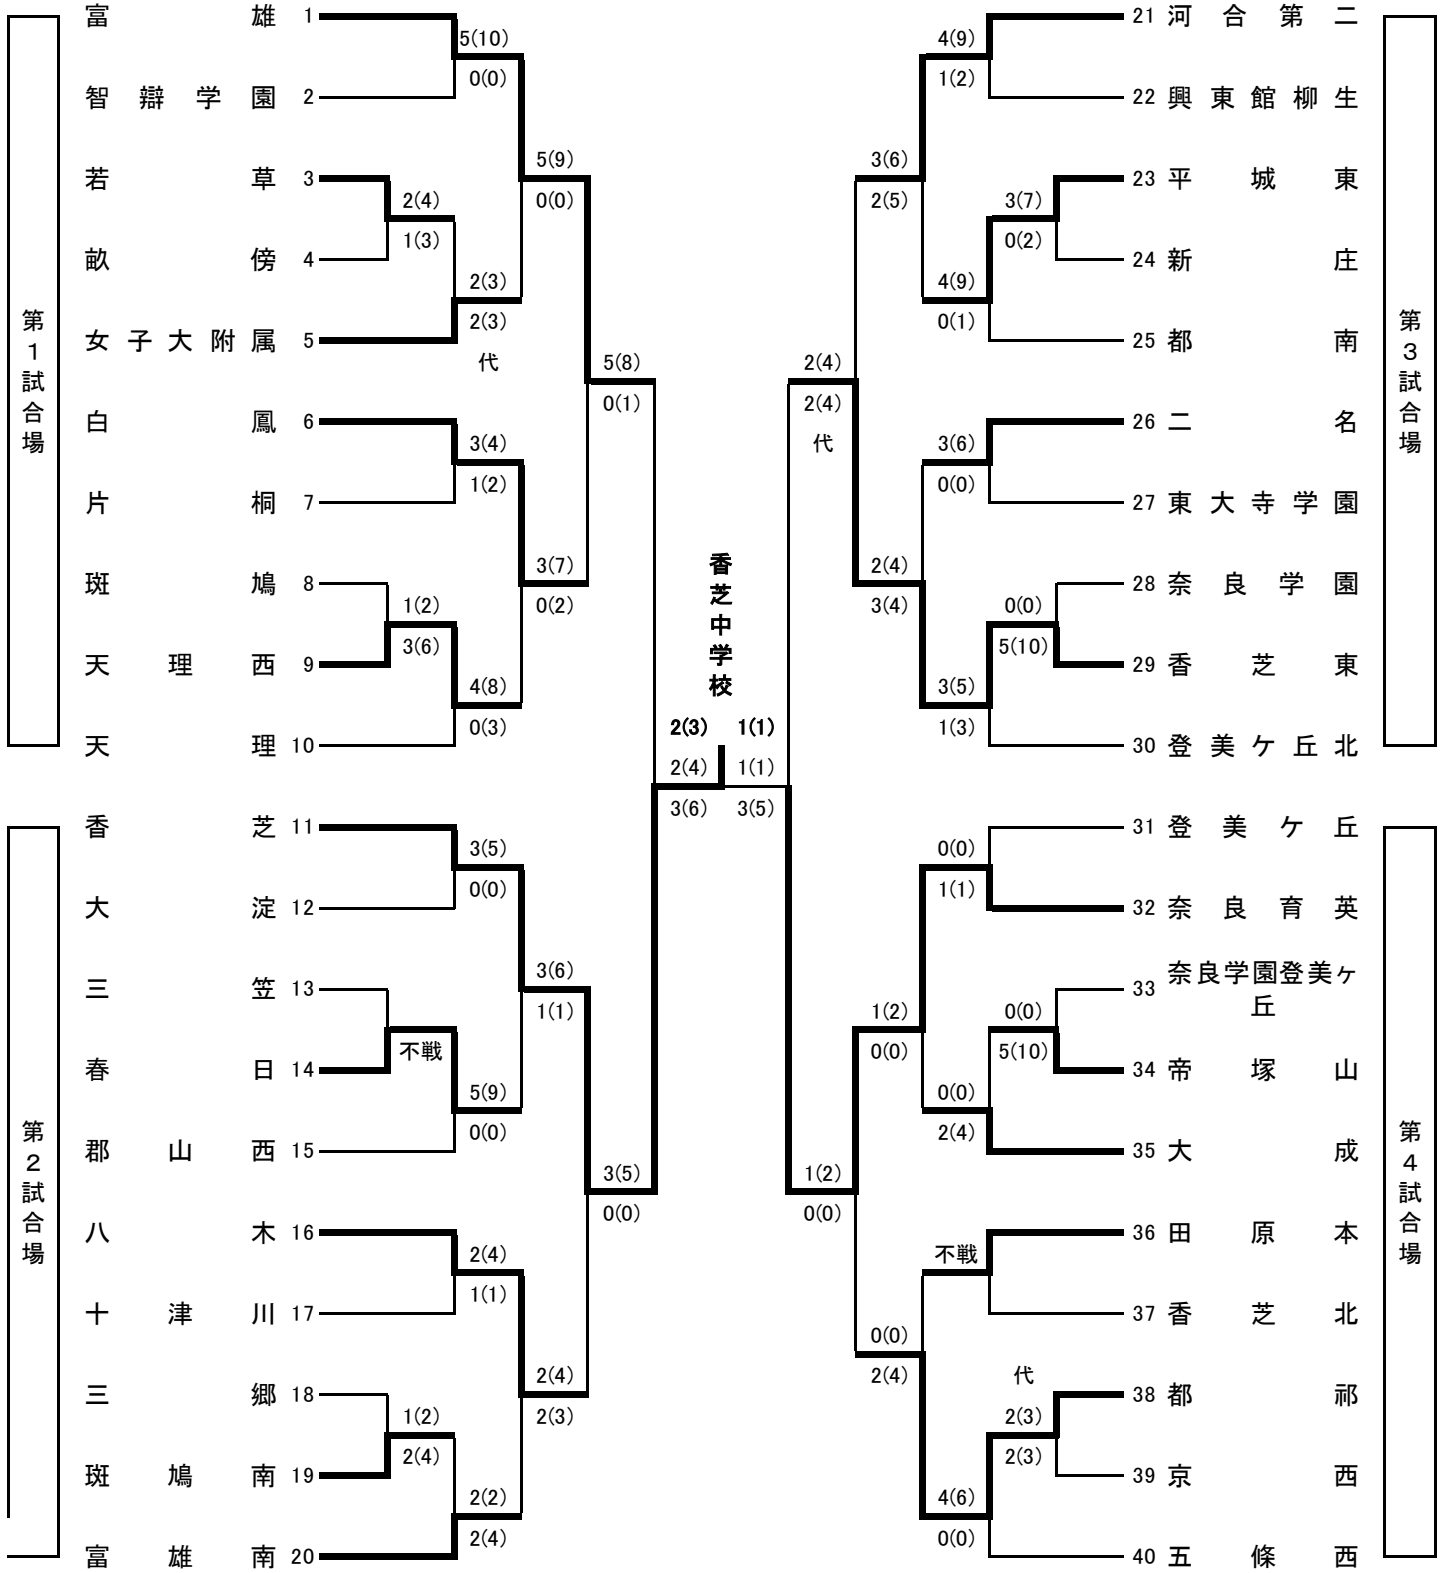 第1試合場
富雄 1
5(10)
0(0)
智辯学園 2
5(9)
0(0)
若草 3
2(4)
1(3)
畝傍 4
2(3)
2(3)
代
女子大附属 5
5(8)
0(1)
白鳳 6
3(4)
1(2)
片桐 7
3(7)
0(2)
斑鳩 8
1(2)
3(6)
天理西 9
4(8)
0(3)
天理 10
第2試合場
香芝 11
3(5)
0(0)
大淀 12
3(6)
1(1)
三笠 13
不戦
春日 14
5(9)
0(0)
郡山西 15
3(5)
0(0)
八木 16
2(4)
1(1)
十津川 17
2(4)
2(3)
三郷 18
1(2)
2(4)
斑鳩南 19
2(2)
2(4)
富雄南 20
香芝中学校
2(3) 1(1)
2(4) 1(1)
3(6) 3(5)
第3試合場
21 河合第二
4(9)
1(2)
22 興東館柳生
3(6)
2(5)
23 平城東
3(7)
0(2)
24 新庄
4(9)
0(1)
25 都南
2(4)
2(4)
代
26 二名
3(6)
0(0)
27 東大寺学園
2(4)
3(4)
28 奈良学園
0(0)
5(10)
29 香芝東
3(5)
1(3)
30 登美ケ丘北
第4試合場
31 登美ケ丘
0(0)
1(1)
32 奈良育英
1(2)
0(0)
33 奈良学園登美ヶ
丘
0(0)
5(10)
34 帝塚山
0(0)
2(4)
35 大成
1(2)
0(0)
36 田原本
不戦
37 香芝北
0(0)
2(4)
代
38 都祁
2(3)
2(3)
39 京西
4(6)
0(0)
40 五條西